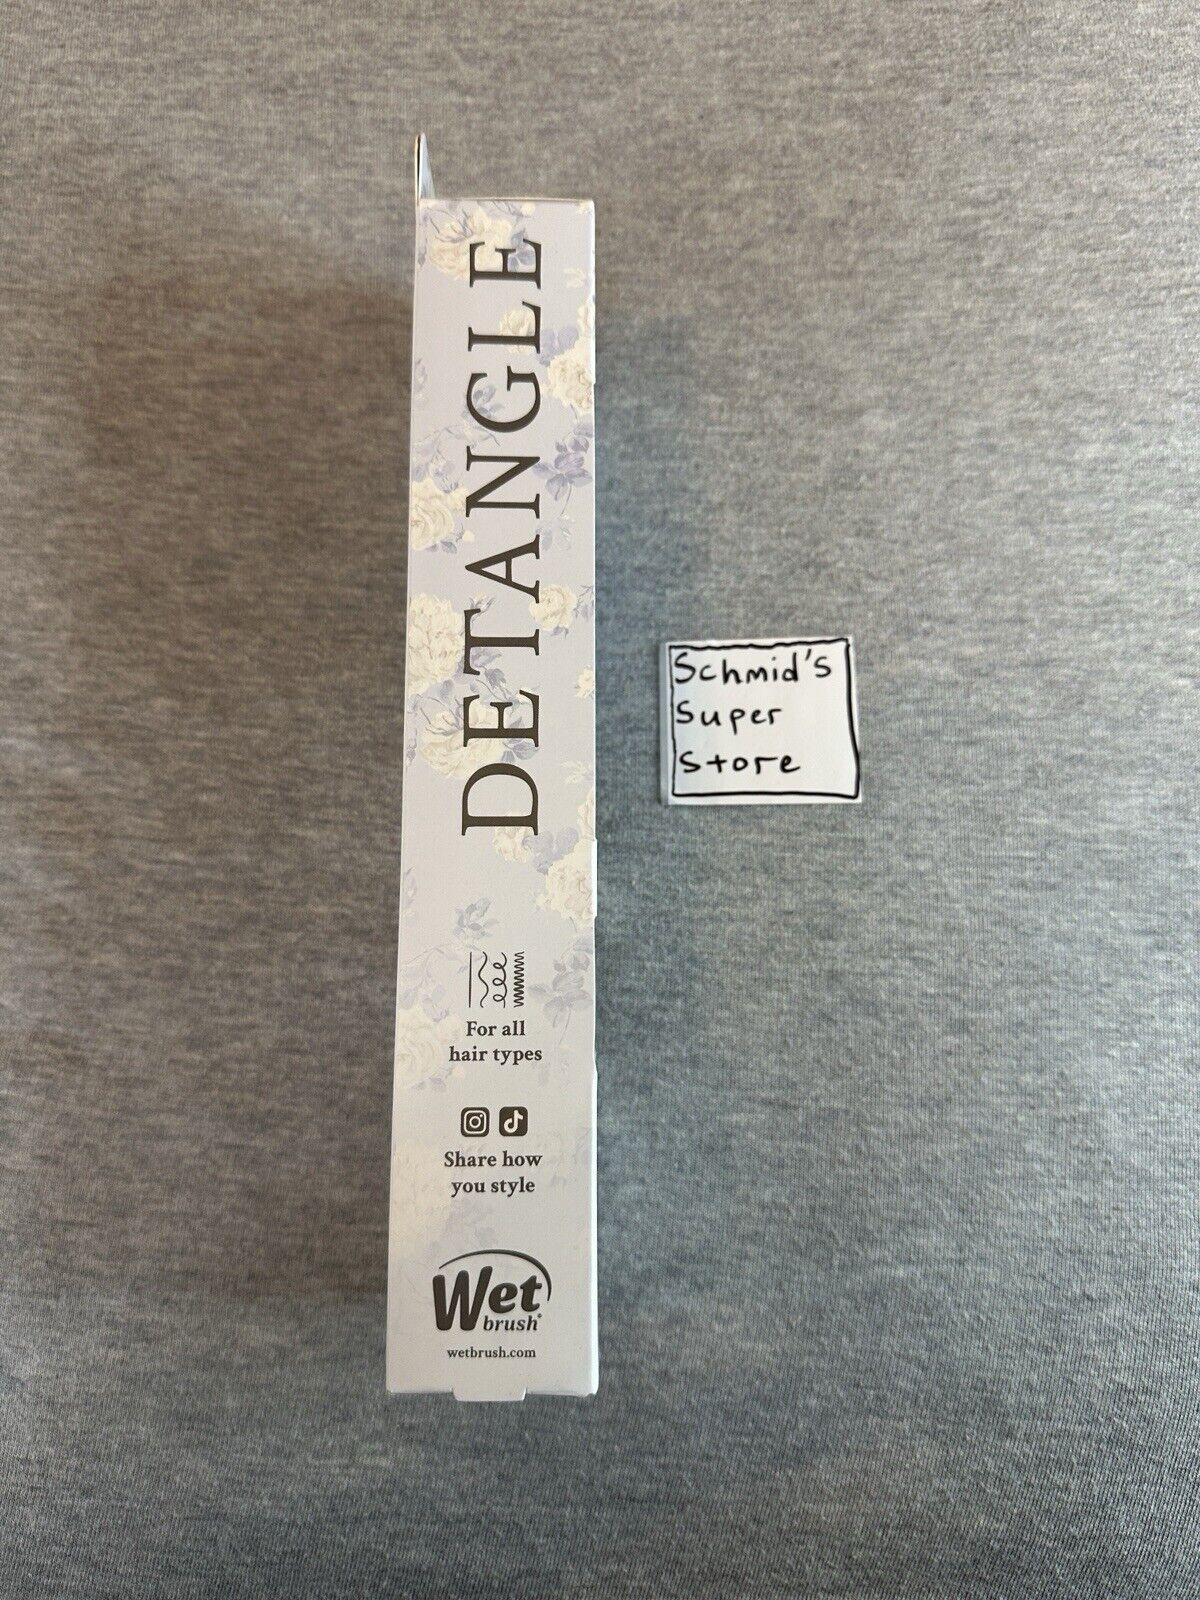 DETANGLE
For all
hair types
Share how
you style
Wet
brush®
wetbrush.com
Schmid's
Super
Store